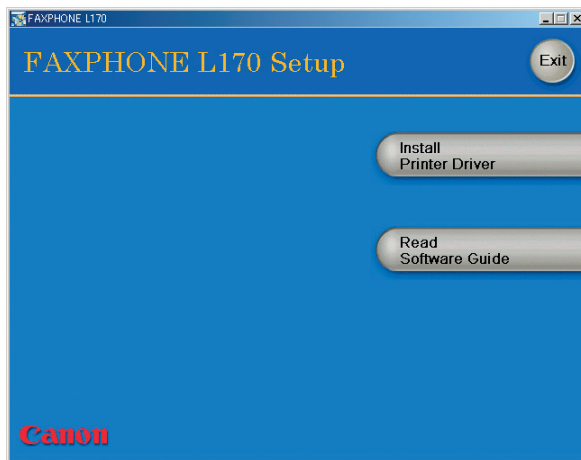 FAXPHONE L170
FAXPHONE L170 Setup
Exit
Install
Printer Driver
Read
Software Guide
Canon